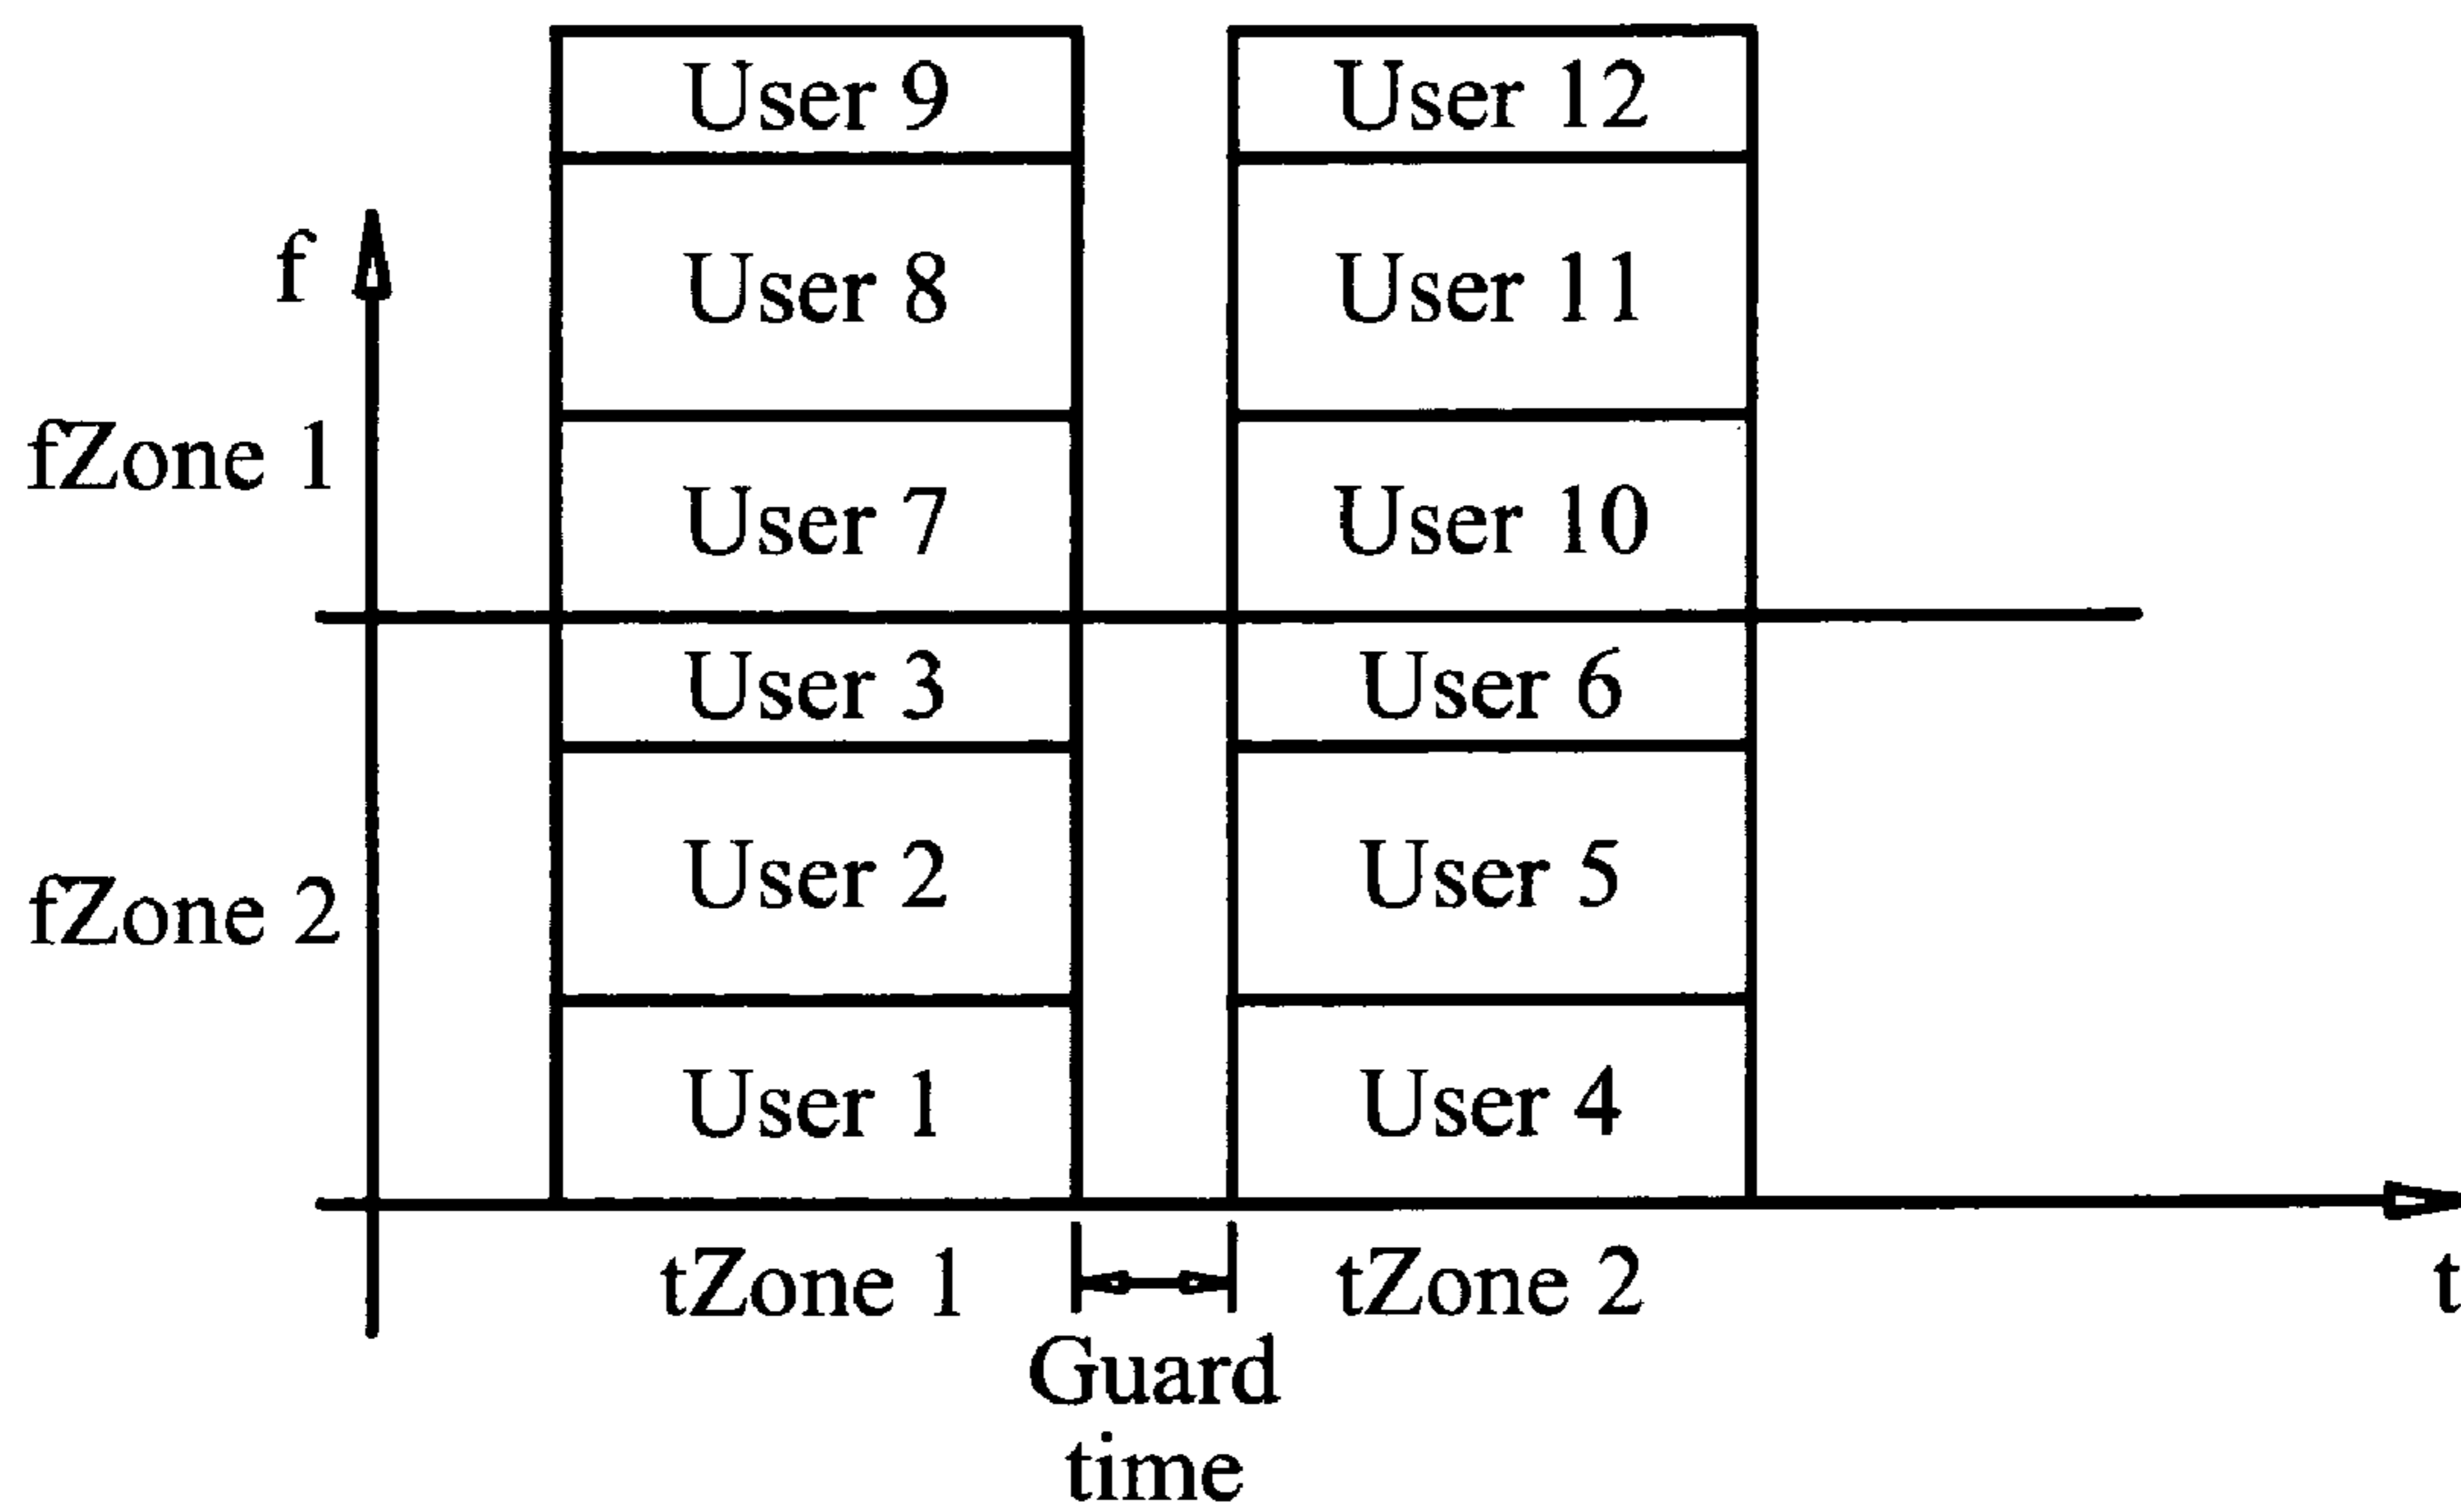 User 9
User 12
f
User 8
User 11
fZone 1
User 7
User 10
User 3
User 6
fZone 2
User 2
User 5
User 1
User 4
tZone 1
tZone 2
t
Guard
time